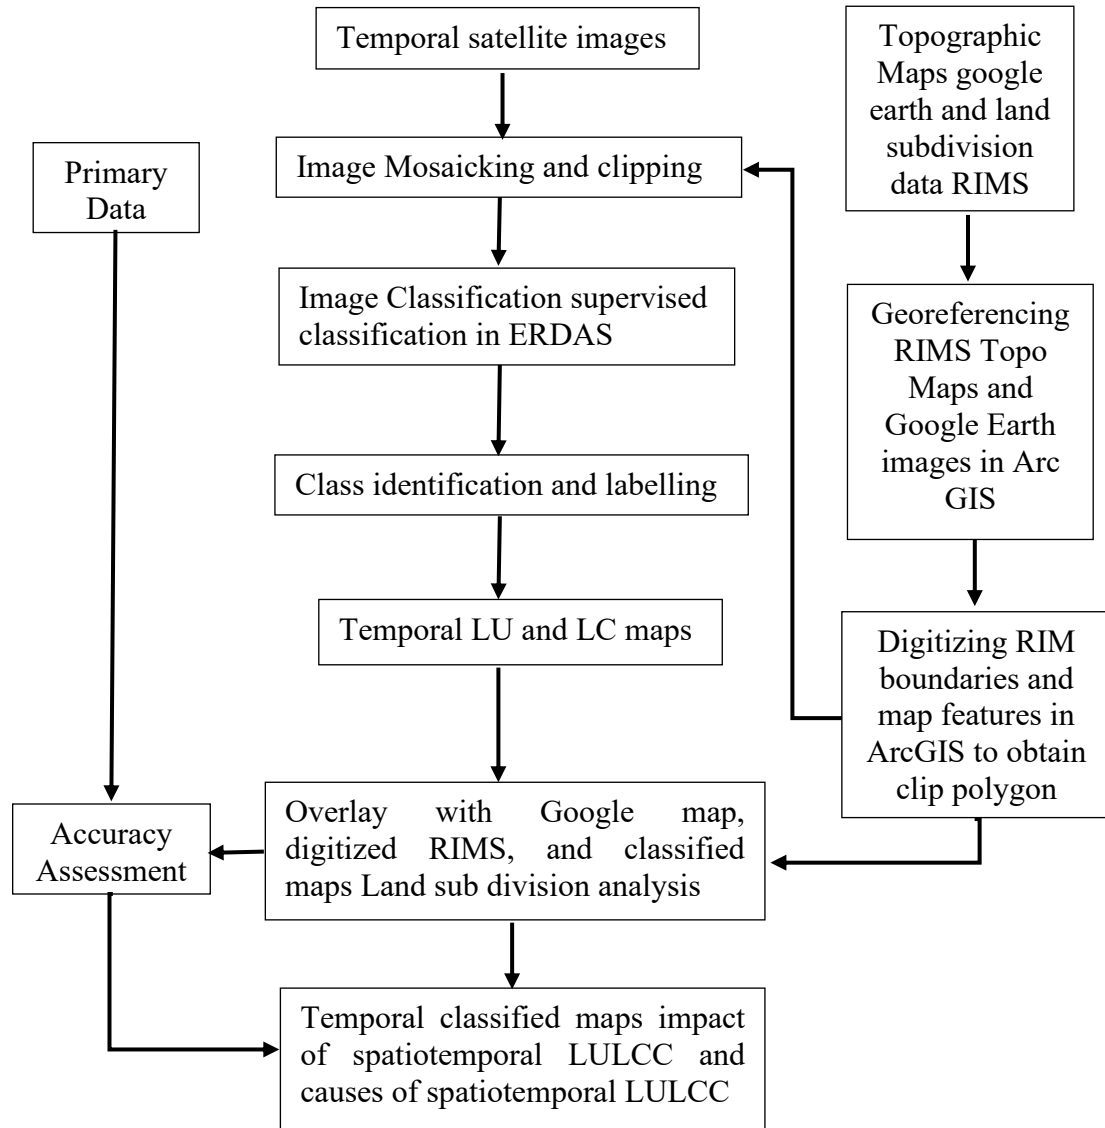 Temporal satellite images
Topographic
Maps google
earth and land
subdivision
data RIMS
Primary
Data
Image Mosaicking and clipping
Image Classification supervised
classification in ERDAS
Georeferencing
RIMS Topo
Maps and
Google Earth
images in Arc
GIS
Class identification and labelling
Temporal LU and LC maps
Digitizing RIM
boundaries and
map features in
ArcGIS to obtain
clip polygon
Accuracy
Assessment
Overlay with Google map,
digitized RIMS, and classified
maps Land sub division analysis
Temporal classified maps impact
of spatiotemporal LULCC and
causes of spatiotemporal LULCC